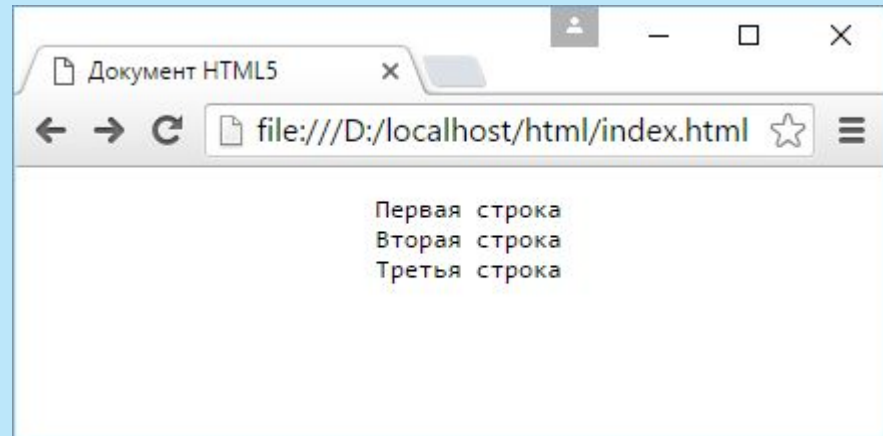 Документ HTML5
file:///D:/localhost/html/index.html
Первая строка
Вторая строка
Третья строка